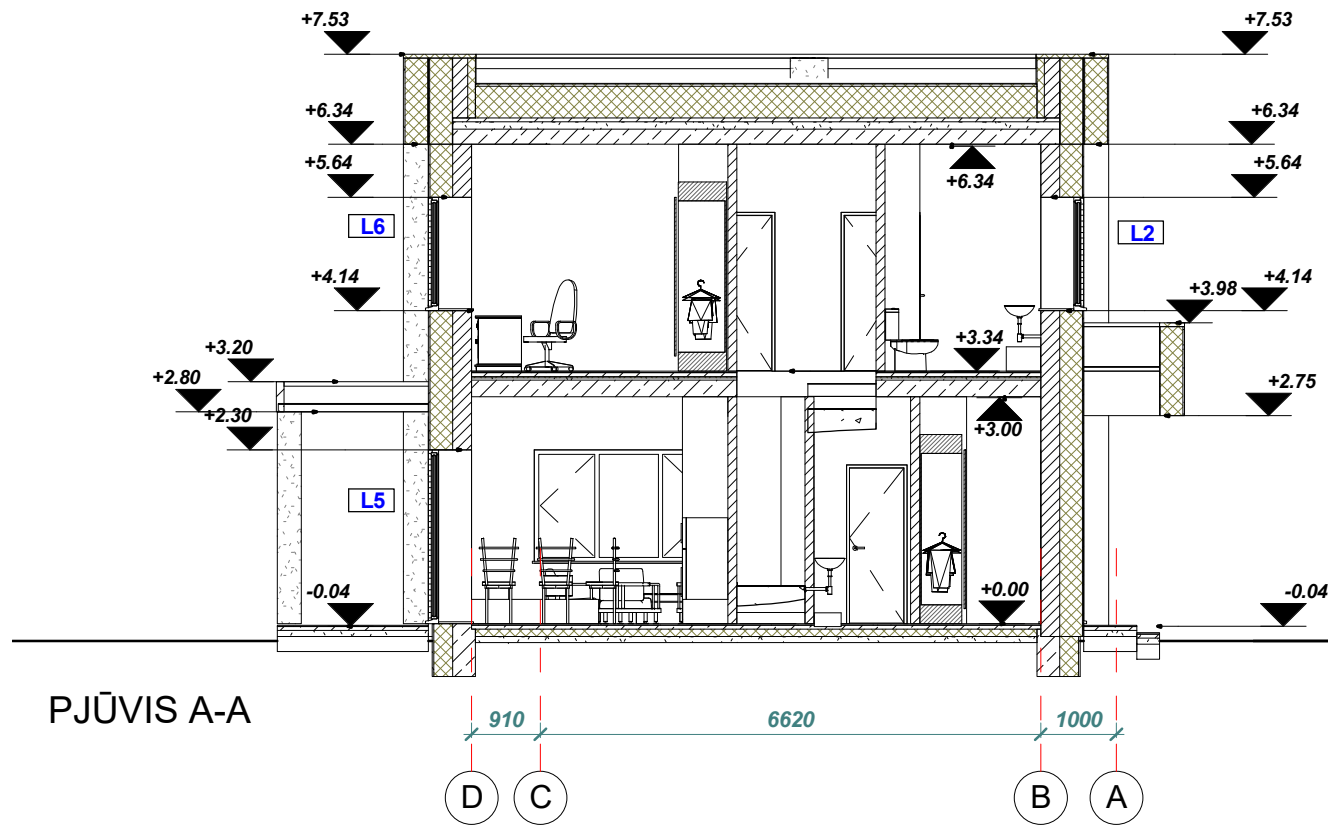 +7.53 +7.53
+6.34 +6.34
+6.34
+5.64 +5.64
L6 L2
+4.14 +3.98 +4.14
+3.20 +3.34
+2.80 +2.75
+2.30 +3.00
L5
-0.04 +0.00 -0.04
PJŪVIS A-A
910 6620 1000
D C B A